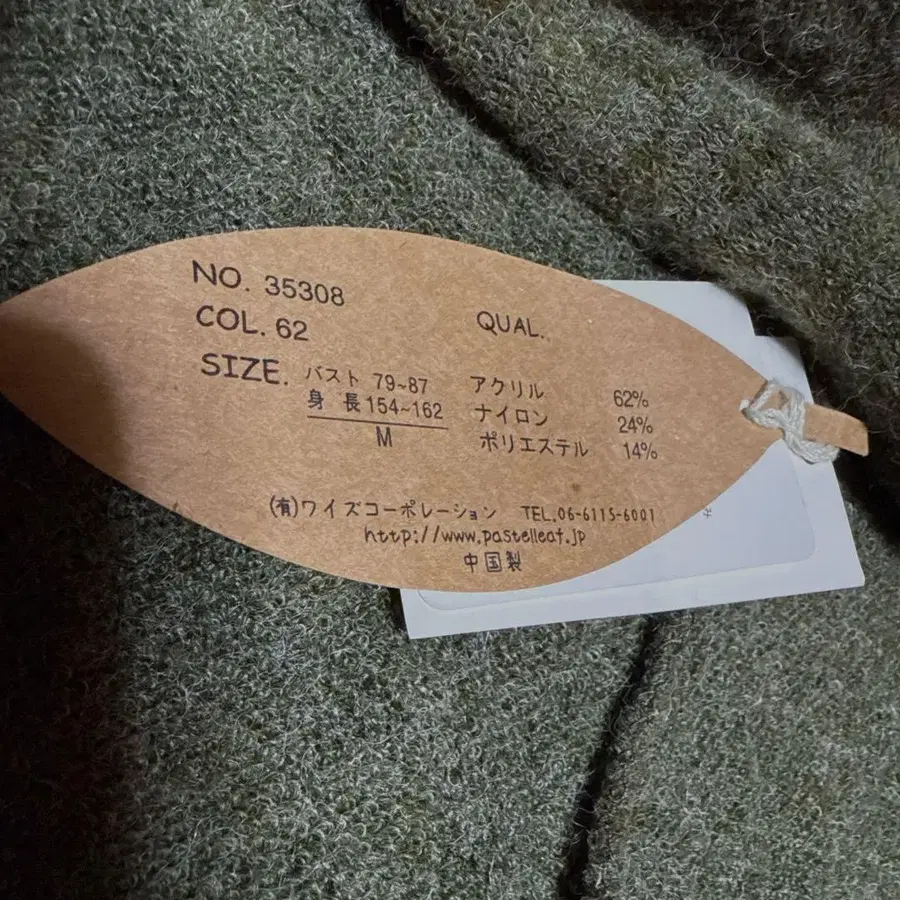 NO. 35308
COL. 62
SIZE. バスト 79~87
身 長 154~162
M
QUAL.
アクリル 62%
ナイロン 24%
ポリエステル 14%
(有)ワイズコーポレーション TEL.06-6115-6001
http://www.pastelleaf.jp
中国製